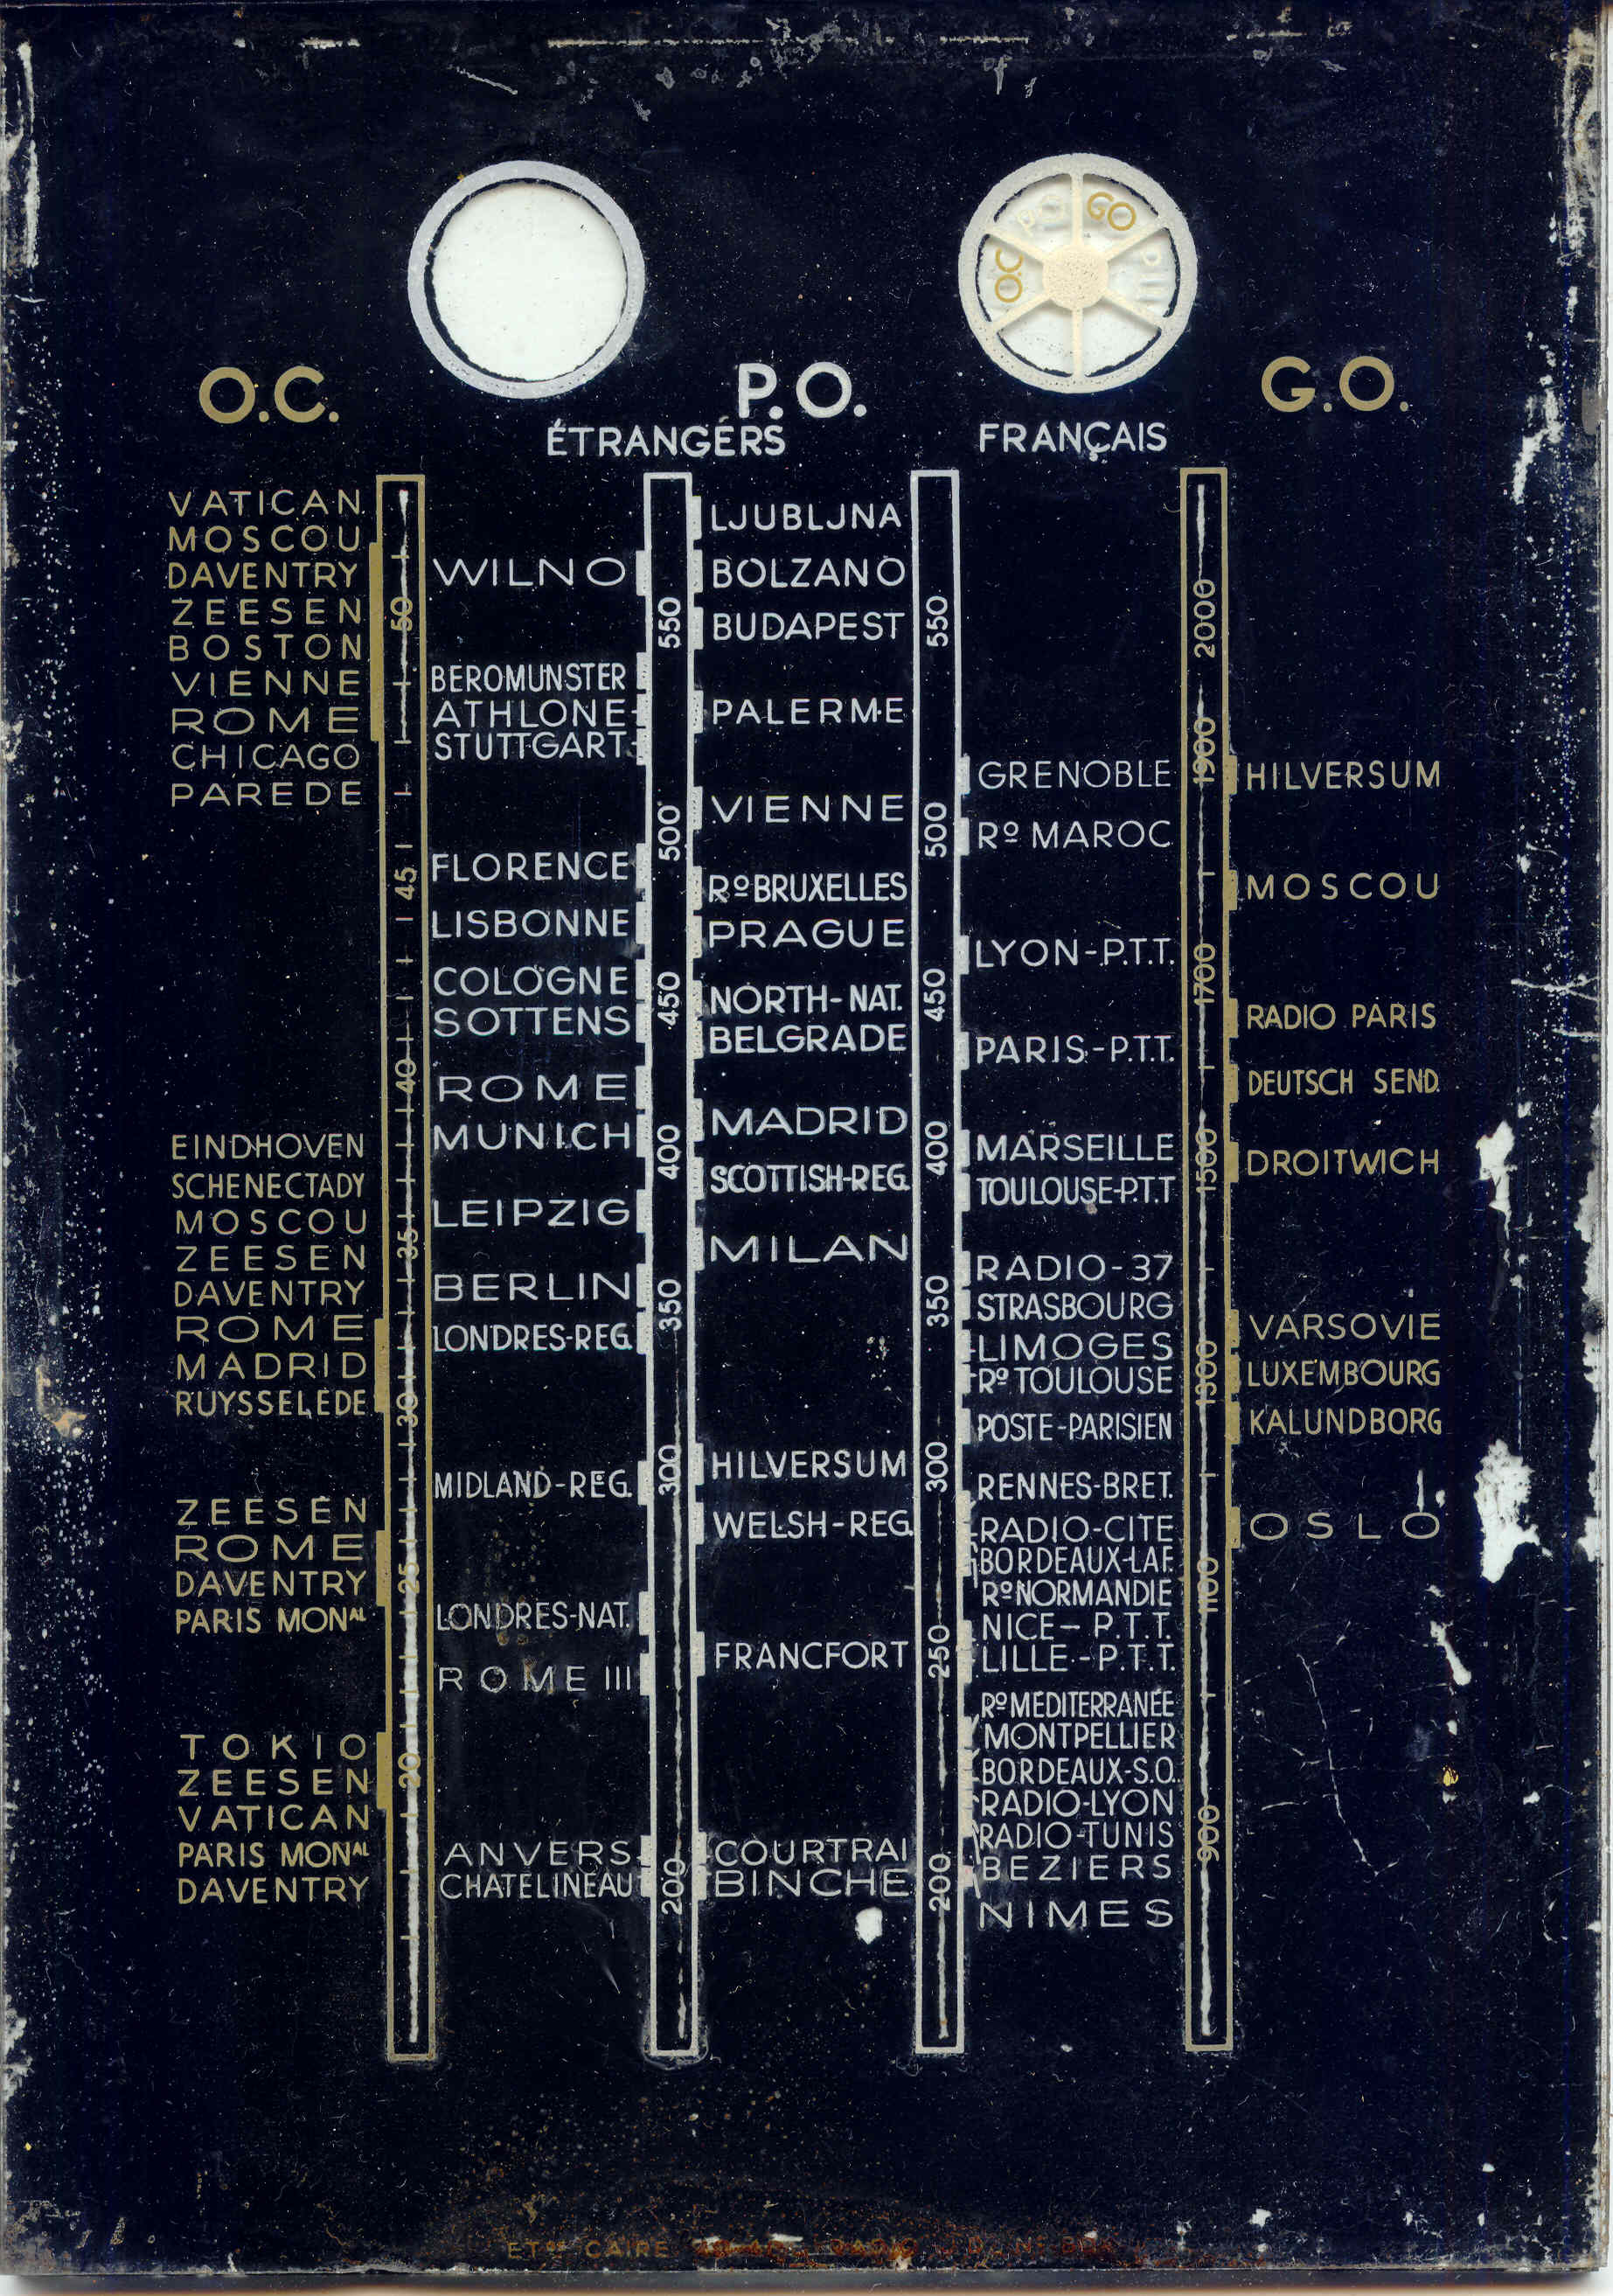 O.C.
GO
O.C.
P.O.
G.O.
ÉTRANGÉRS
FRANÇAIS
VATICAN
MOSCOU
DAVENTRY
ZEESEN
BOSTON
VIENNE
ROME
CHICAGO
PAREDE
EINDHOVEN
SCHENECTADY
MOSCOU
ZEESEN
DAVENTRY
ROME
MADRID
RUYSSELEDE
ZEESEN
ROME
DAVENTRY
PARIS MONAL
TOKIO
ZEESEN
VATICAN
PARIS MONAL
DAVENTRY
50
45
40
35
30
25
20
WILNO
BEROMUNSTER
ATHLONE
STUTTGART
FLORENCE
LISBONNE
COLOGNE
SOTTENS
ROME
MUNICH
LEIPZIG
BERLIN
LONDRES-REG.
MIDLAND-REG.
LONDRES-NAT.
ROME III
ANVERS
CHATELINEAU
550
500
450
400
350
300
200
LJUBLJNA
BOLZANO
BUDAPEST
PALERME
VIENNE
Rº BRUXELLES
PRAGUE
NORTH-NAT.
BELGRADE
MADRID
SCOTTISH-REG.
MILAN
HILVERSUM
WELSH-REG.
FRANCFORT
COURTRAI
BINCHE
550
500
450
400
350
300
250
200
GRENOBLE
Rº MAROC
LYON-P.T.T.
PARIS-P.T.T.
MARSEILLE
TOULOUSE-P.T.T
RADIO-37
STRASBOURG
LIMOGES
Rº TOULOUSE
POSTE-PARISIEN
RENNES-BRET.
RADIO-CITE
BORDEAUX-LAF.
Rº NORMANDIE
NICE-P.T.T.
LILLE-P.T.T.
Rº MEDITERRANÉE
MONTPELLIER
BORDEAUX-S.O.
RADIO-LYON
RADIO-TUNIS
BEZIERS
NIMES
2000
1900
1700
1500
1300
1100
900
HILVERSUM
MOSCOU
RADIO PARIS
DEUTSCH SEND.
DROITWICH
VARSOVIE
LUXEMBOURG
KALUNDBORG
OSLO
ETS CAIRE